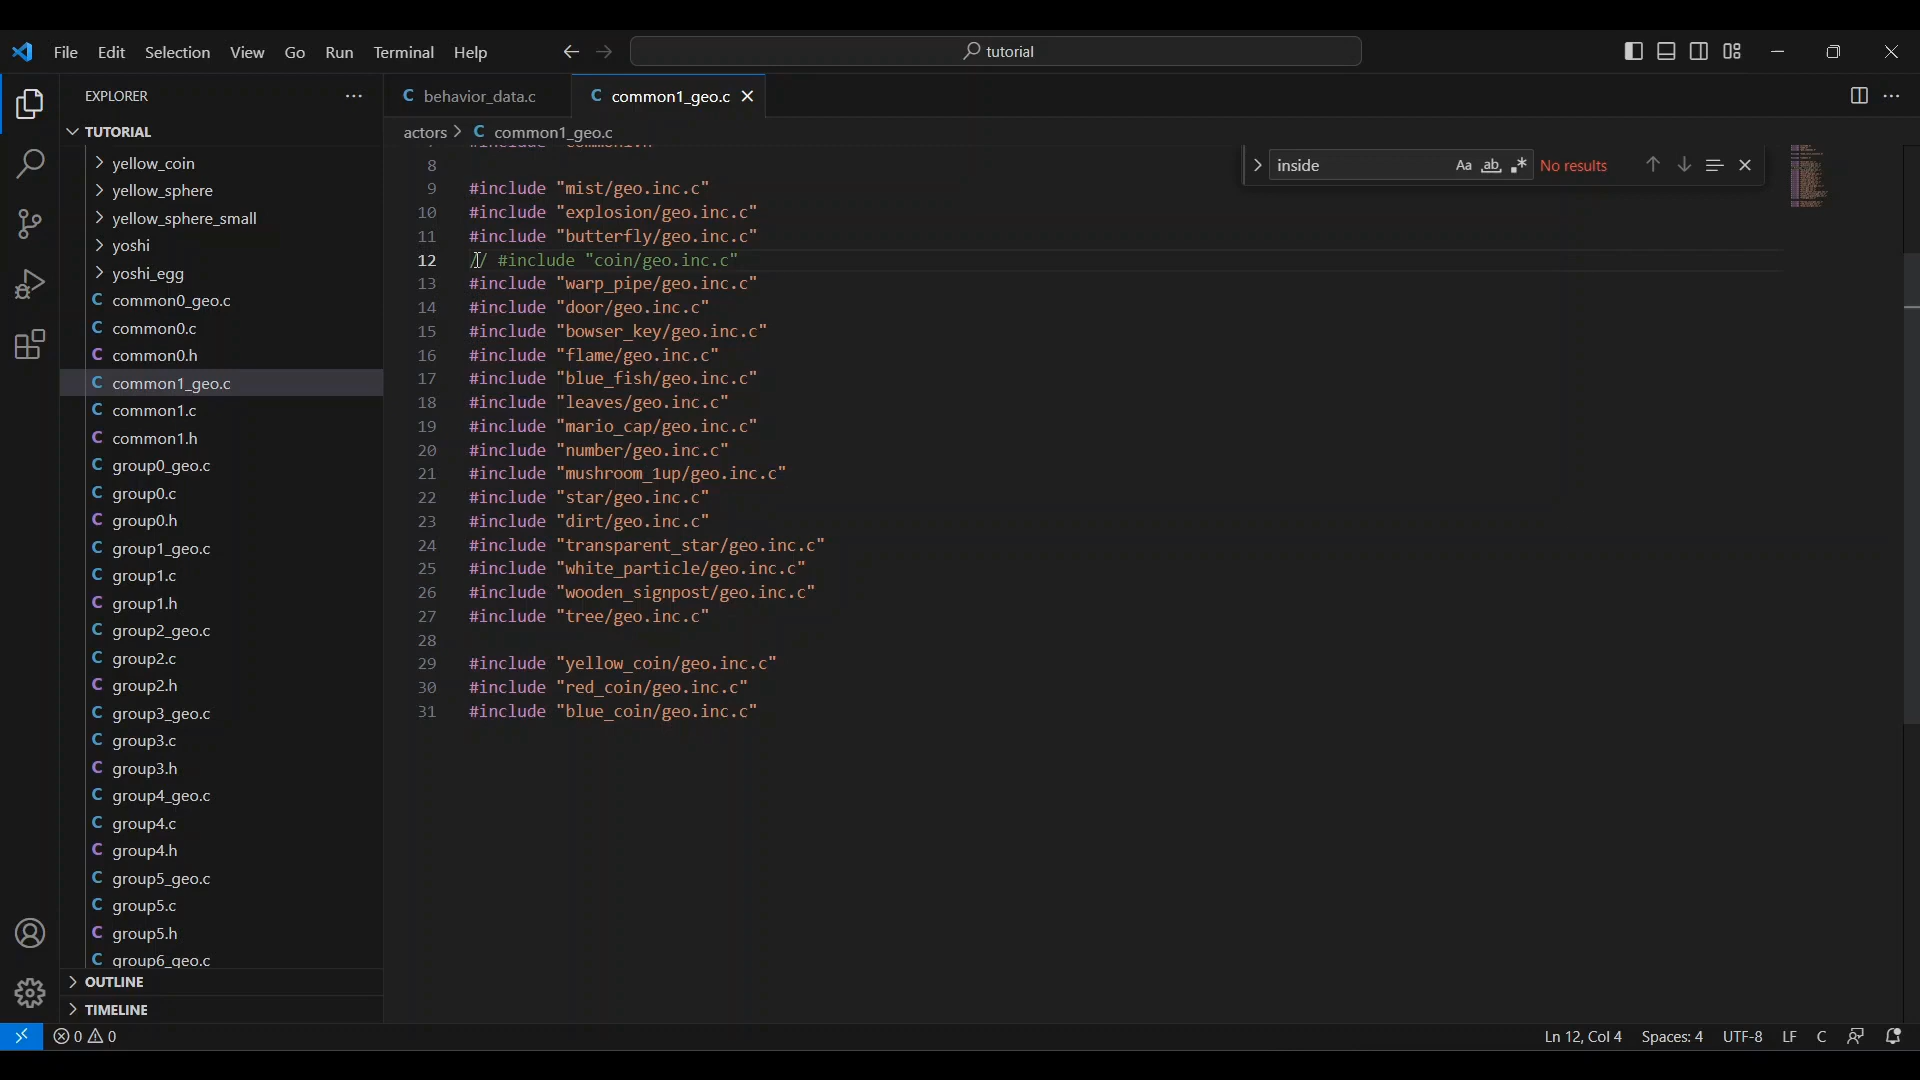 File Edit Selection View Go Run Terminal Help tutorial
EXPLORER
behavior_data.c common1_geo.c
TUTORIAL
actors > common1_geo.c
inside Aa ab No results
yellow_coin
yellow_sphere
yellow_sphere_small
yoshi
yoshi_egg
common0_geo.c
common0.c
common0.h
common1_geo.c
common1.c
common1.h
group0_geo.c
group0.c
group0.h
group1_geo.c
group1.c
group1.h
group2_geo.c
group2.c
group2.h
group3_geo.c
group3.c
group3.h
group4_geo.c
group4.c
group4.h
group5_geo.c
group5.c
group5.h
group6_geo.c
OUTLINE
TIMELINE
8
9 #include "mist/geo.inc.c"
10 #include "explosion/geo.inc.c"
11 #include "butterfly/geo.inc.c"
12 // #include "coin/geo.inc.c"
13 #include "warp_pipe/geo.inc.c"
14 #include "door/geo.inc.c"
15 #include "bowser_key/geo.inc.c"
16 #include "flame/geo.inc.c"
17 #include "blue_fish/geo.inc.c"
18 #include "leaves/geo.inc.c"
19 #include "mario_cap/geo.inc.c"
20 #include "number/geo.inc.c"
21 #include "mushroom_1up/geo.inc.c"
22 #include "star/geo.inc.c"
23 #include "dirt/geo.inc.c"
24 #include "transparent_star/geo.inc.c"
25 #include "white_particle/geo.inc.c"
26 #include "wooden_signpost/geo.inc.c"
27 #include "tree/geo.inc.c"
28
29 #include "yellow_coin/geo.inc.c"
30 #include "red_coin/geo.inc.c"
31 #include "blue_coin/geo.inc.c"
0 0 Ln 12, Col 4 Spaces: 4 UTF-8 LF C